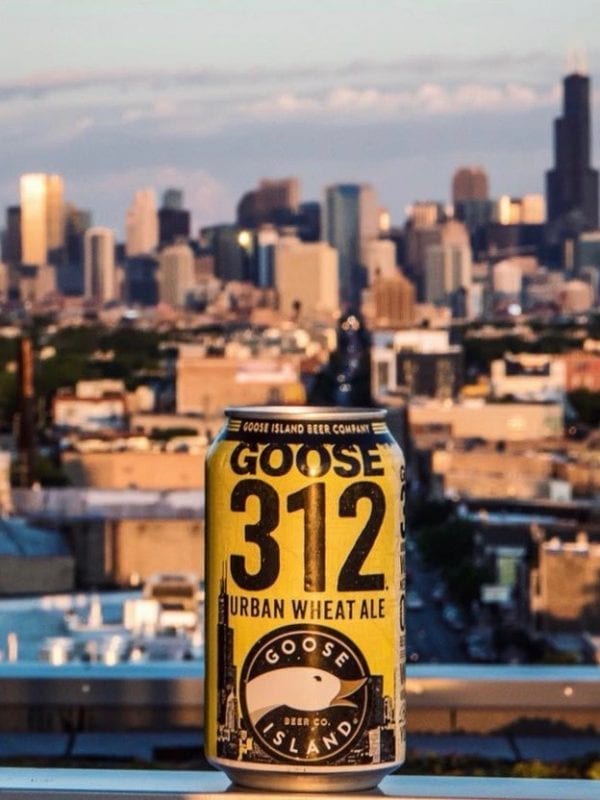 GOOSE ISLAND BEER COMPANY
GOOSE
312
URBAN WHEAT ALE
GOOSE
BEER CO.
ISLAND